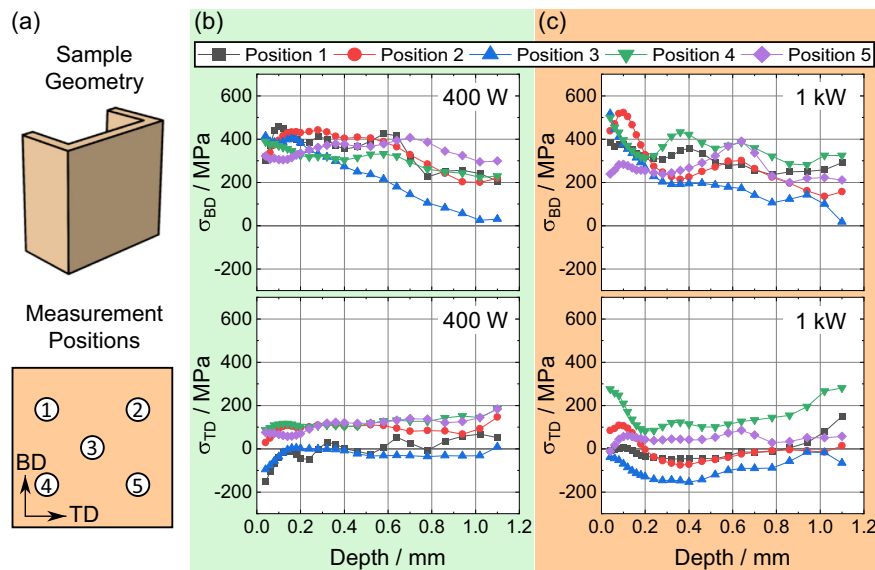 (a)
Sample
Geometry
Measurement
Positions
1
2
3
4
5
BD
TD
(b)
(c)
Position 1 Position 2 Position 3 Position 4 Position 5
400 W
600
400
200
0
-200
σBD / MPa
1 kW
600
400
200
0
-200
σBD / MPa
400 W
600
400
200
0
-200
σTD / MPa
0.0 0.2 0.4 0.6 0.8 1.0 1.2
Depth / mm
1 kW
600
400
200
0
-200
σTD / MPa
0.0 0.2 0.4 0.6 0.8 1.0 1.2
Depth / mm